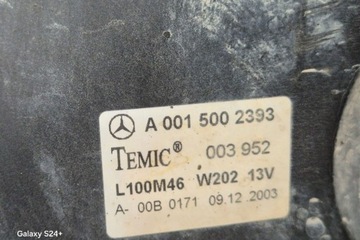 A 001 500 2393
TEMIC® 003 952
L100M46 W202 13V
A- 00B 0171 09.12.2003
Galaxy S24+